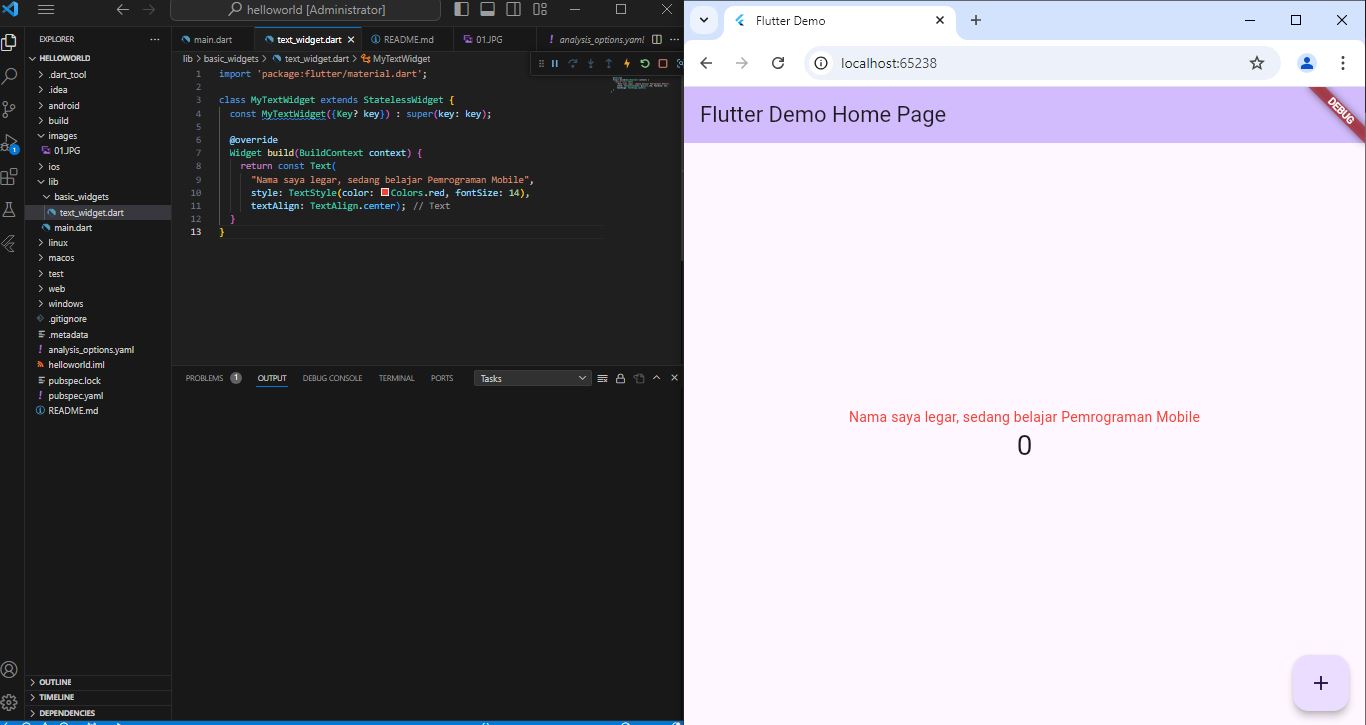 helloworld [Administrator]
EXPLORER
HELLOWORLD
.dart_tool
.idea
android
build
images
01.JPG
ios
lib
basic_widgets
text_widget.dart
main.dart
linux
macos
test
web
windows
.gitignore
.metadata
analysis_options.yaml
helloworld.iml
pubspec.lock
pubspec.yaml
README.md
OUTLINE
TIMELINE
DEPENDENCIES
1
main.dart
text_widget.dart
README.md
01.JPG
analysis_options.yaml
lib > basic_widgets > text_widget.dart > MyTextWidget
1 import 'package:flutter/material.dart';
2
3 class MyTextWidget extends StatelessWidget {
4 const MyTextWidget({Key? key}) : super(key: key);
5
6 @override
7 Widget build(BuildContext context) {
8 return const Text(
9 "Nama saya legar, sedang belajar Pemrograman Mobile",
10 style: TextStyle(color: Colors.red, fontSize: 14),
11 textAlign: TextAlign.center); // Text
12 }
13 }
PROBLEMS 1 OUTPUT DEBUG CONSOLE TERMINAL PORTS Tasks
Flutter Demo
localhost:65238
Flutter Demo Home Page
DEBUG
Nama saya legar, sedang belajar Pemrograman Mobile
0